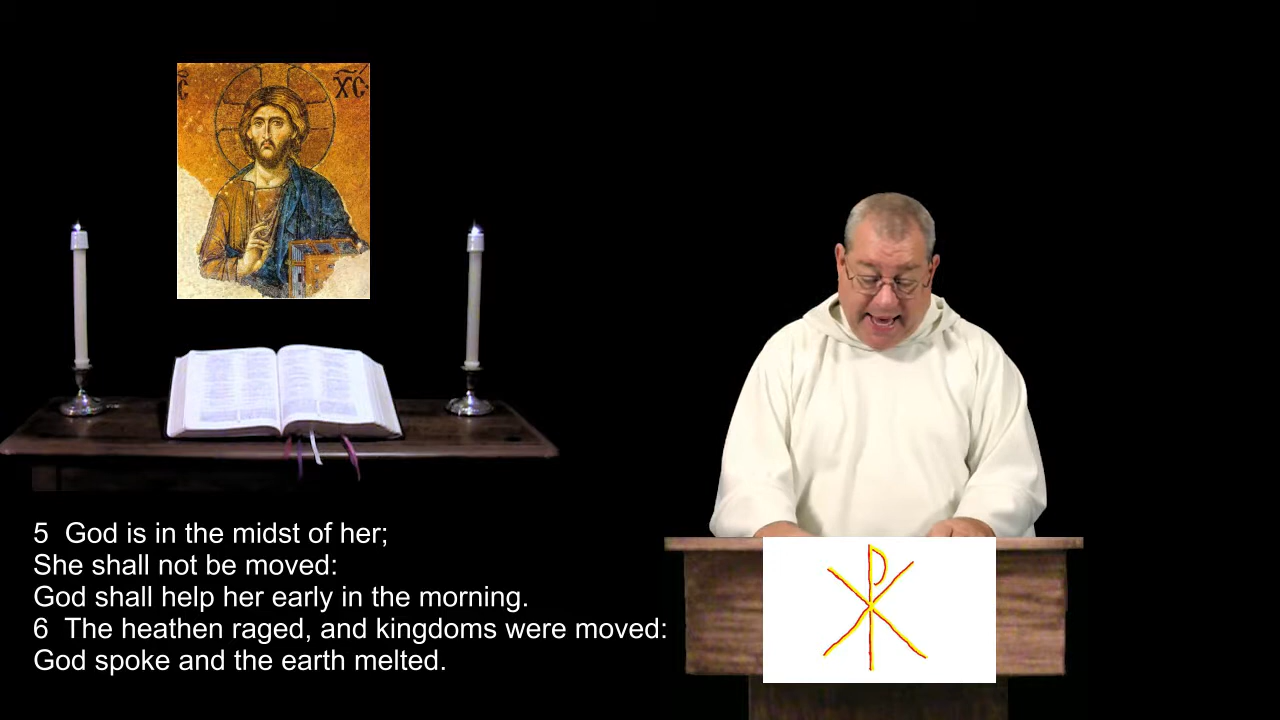 XC
5 God is in the midst of her;
She shall not be moved:
God shall help her early in the morning.
6 The heathen raged, and kingdoms were moved:
God spoke and the earth melted.